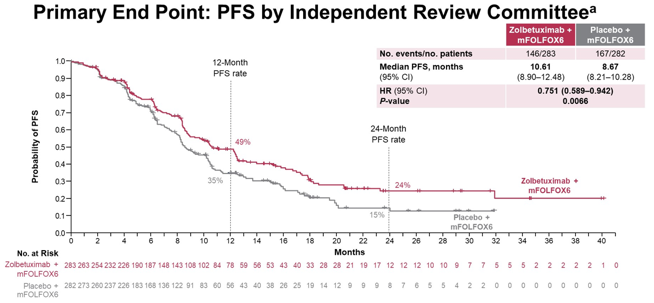 Primary End Point: PFS by Independent Review Committeeᵃ
Zolbetuximab + mFOLFOX6 Placebo + mFOLFOX6
No. events/no. patients 146/283 167/282
Median PFS, months 10.61 8.67
(95% CI) (8.90–12.48) (8.21–10.28)
HR (95% CI) 0.751 (0.589–0.942)
P-value 0.0066
12-Month
PFS rate
24-Month
PFS rate
Probability of PFS
1.0
0.9
0.8
0.7
0.6
0.5
0.4
0.3
0.2
0.1
0.0
49%
35%
24%
15%
Zolbetuximab +
mFOLFOX6
Placebo +
mFOLFOX6
0 2 4 6 8 10 12 14 16 18 20 22 24 26 28 30 32 34 36 38 40
Months
No. at Risk
Zolbetuximab +
mFOLFOX6
283 263 254 232 226 190 187 148 143 108 102 84 78 59 56 53 43 38 33 28 28 21 19 17 12 12 12 10 10 9 7 7 5 5 2 2 2 2 2 1 0
Placebo +
mFOLFOX6
282 273 260 237 226 183 168 136 122 91 83 60 56 44 40 26 25 19 14 12 9 9 9 8 7 6 5 5 4 2 2 0 0 0 0 0 0 0 0 0